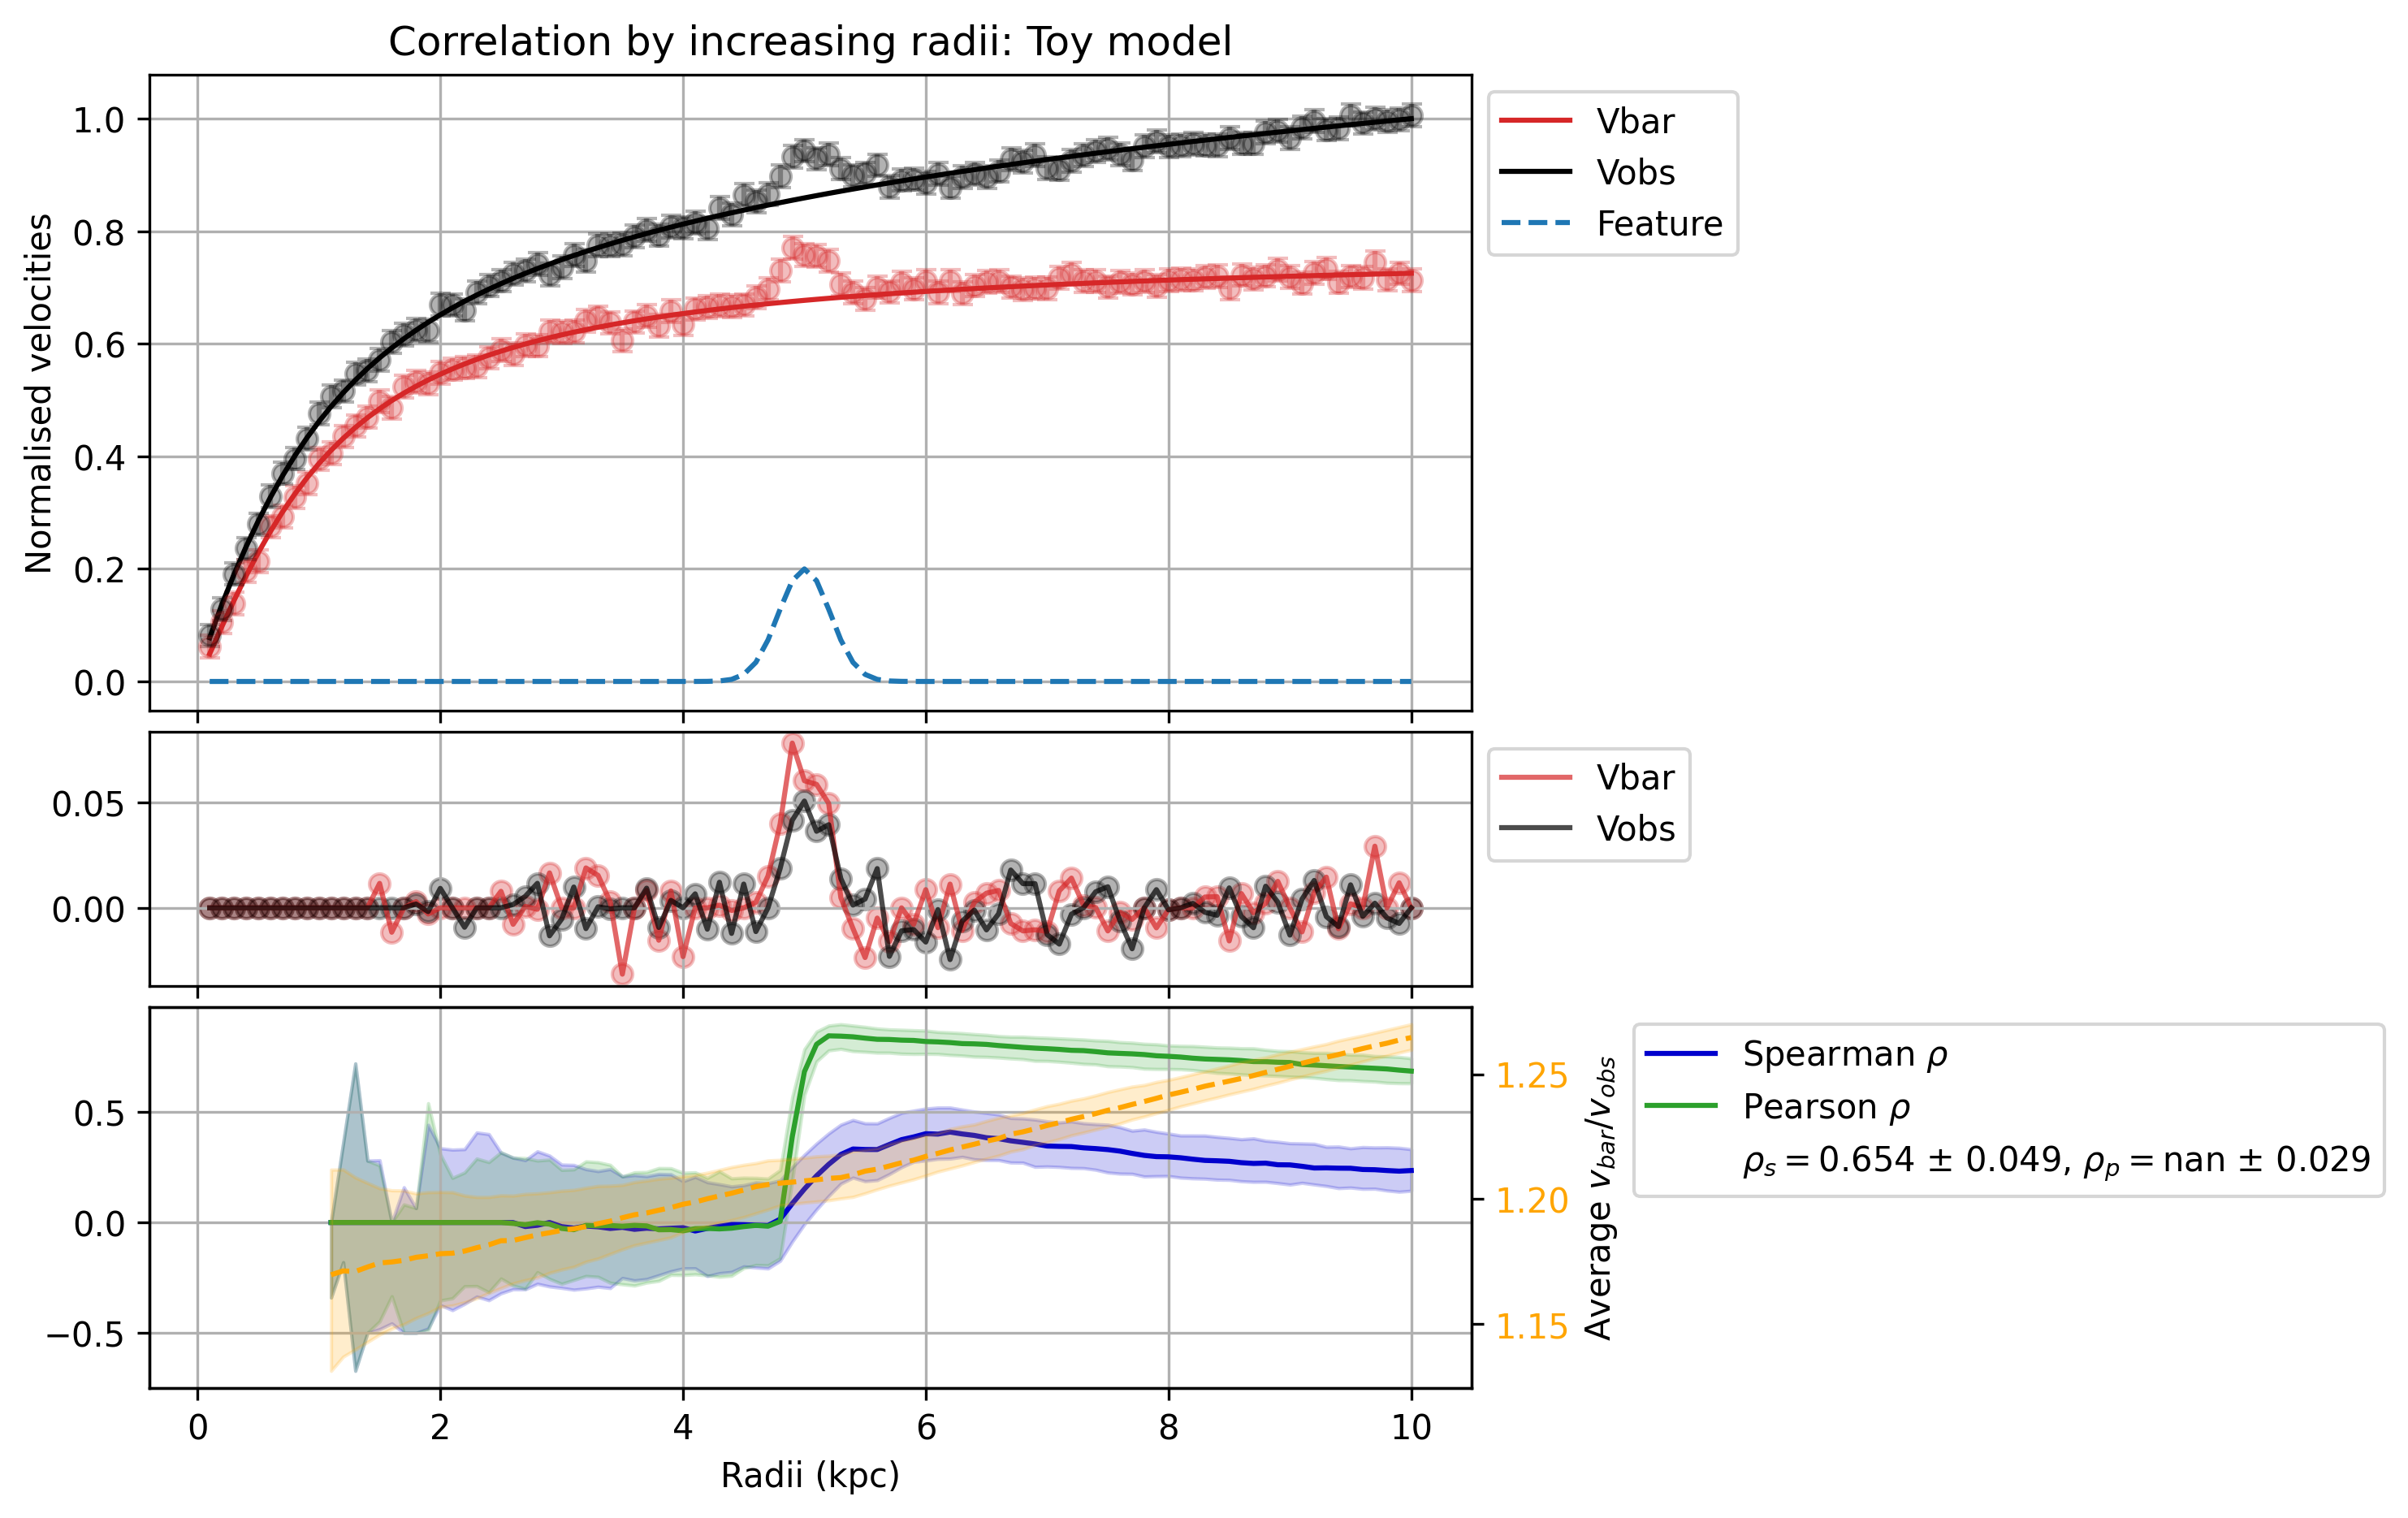 Correlation by increasing radii: Toy model
Normalised velocities
1.0
0.8
0.6
0.4
0.2
0.0
Vbar
Vobs
Feature
0.05
0.00
Vbar
Vobs
0.5
0.0
−0.5
1.25
1.20
1.15
Average v_bar/v_obs
Spearman ρ
Pearson ρ
ρ_s = 0.654 ± 0.049, ρ_p = nan ± 0.029
0 2 4 6 8 10
Radii (kpc)